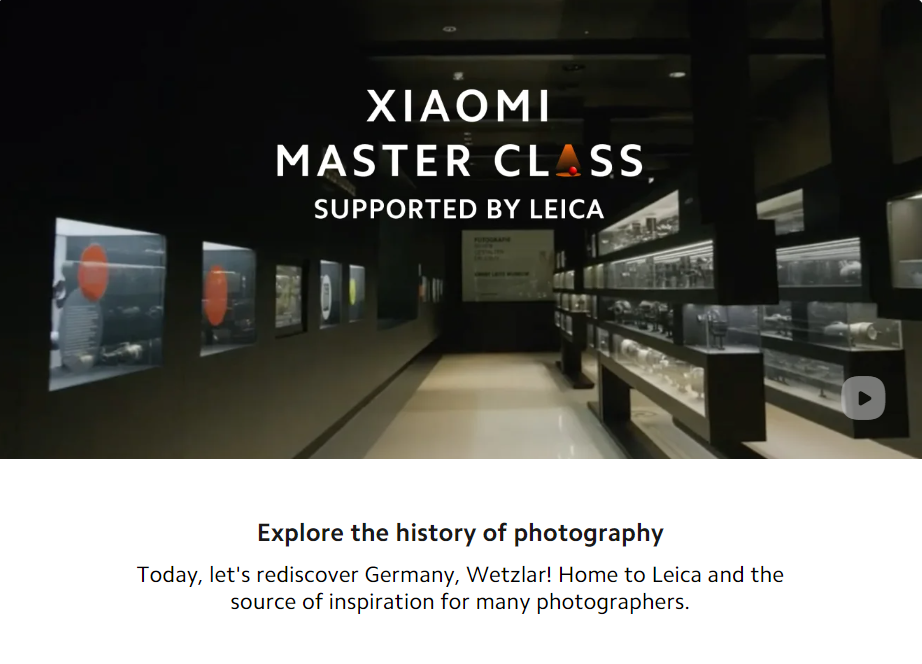 XIAOMI
MASTER CLASS
SUPPORTED BY LEICA
Explore the history of photography
Today, let's rediscover Germany, Wetzlar! Home to Leica and the
source of inspiration for many photographers.